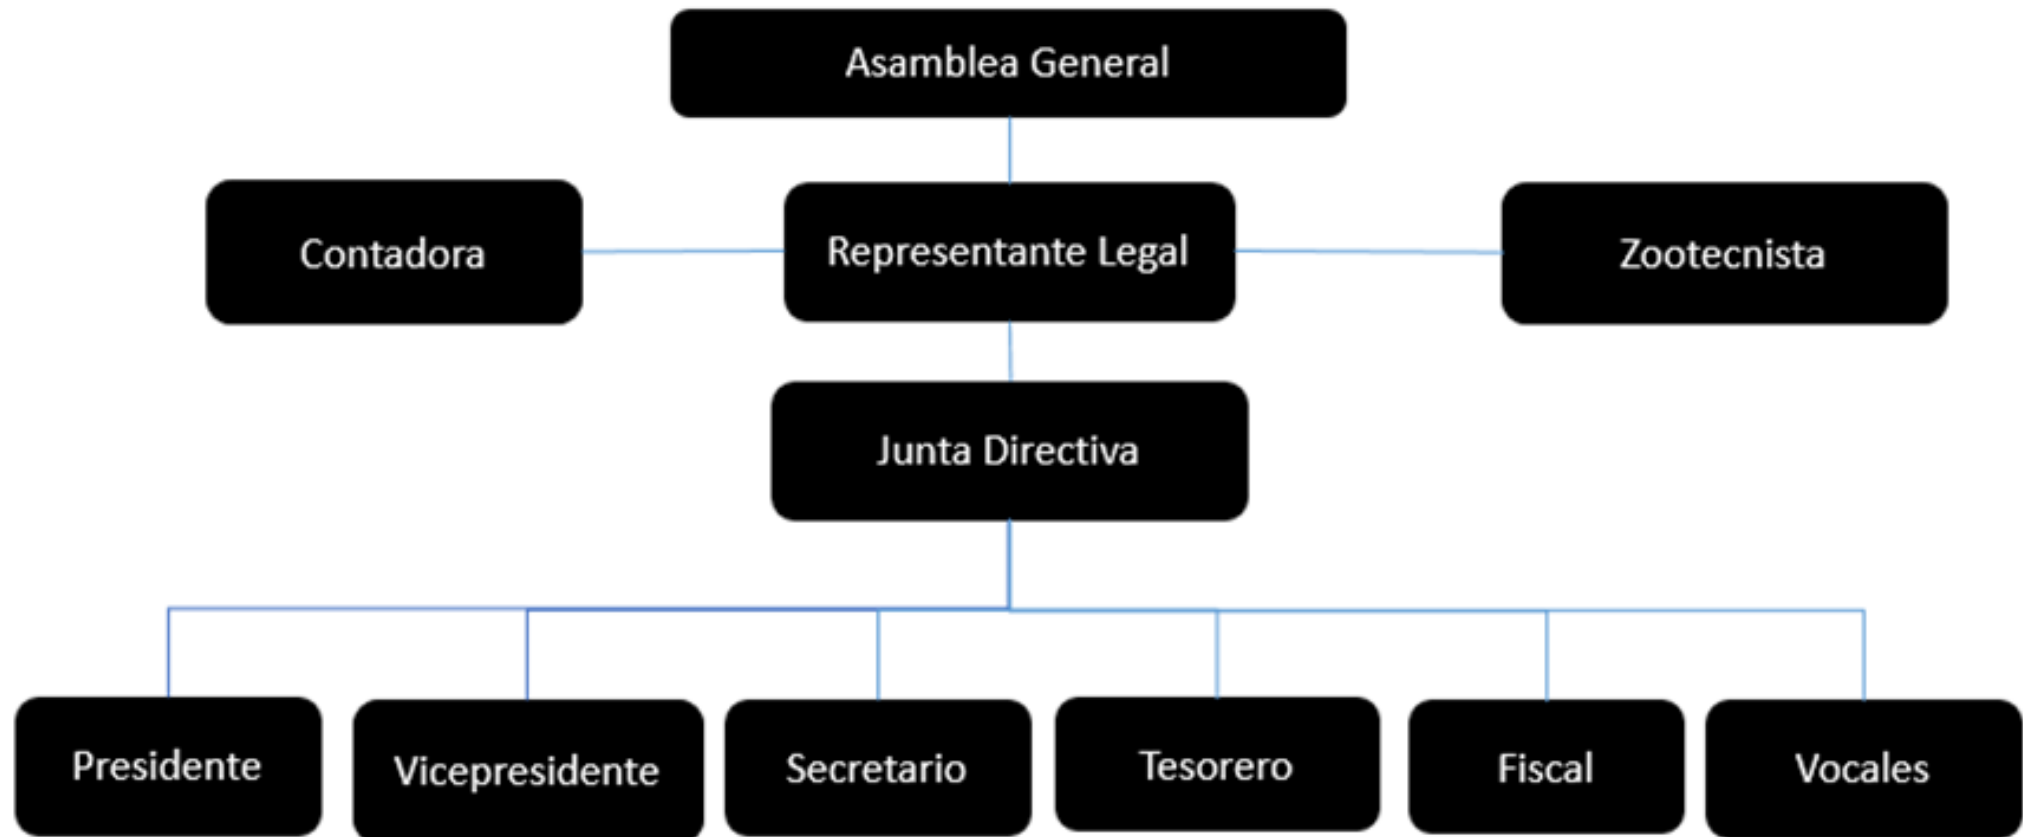 Asamblea General
Contadora
Representante Legal
Zootecnista
Junta Directiva
Presidente
Vicepresidente
Secretario
Tesorero
Fiscal
Vocales